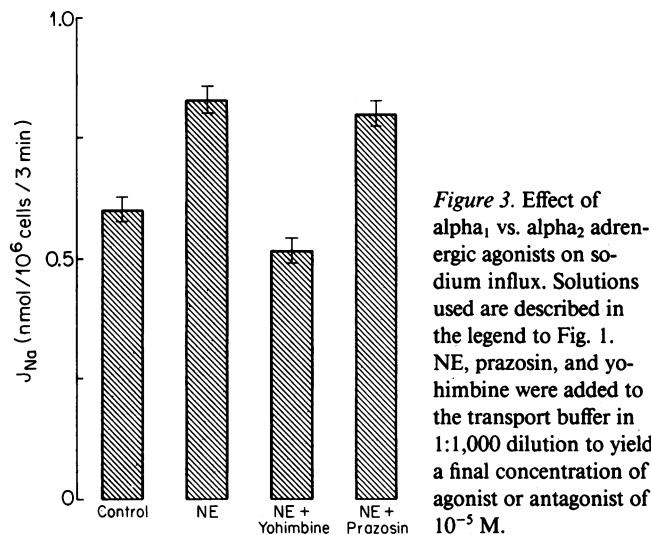 1.0
0.5
0
J_Na (nmol/10^6 cells / 3 min)
Control
NE
NE +
Yohimbine
NE +
Prazosin
Figure 3. Effect of
alpha₁ vs. alpha₂ adren-
ergic agonists on so-
dium influx. Solutions
used are described in
the legend to Fig. 1.
NE, prazosin, and yo-
himbine were added to
the transport buffer in
1:1,000 dilution to yield
a final concentration of
agonist or antagonist of
10⁻⁵ M.